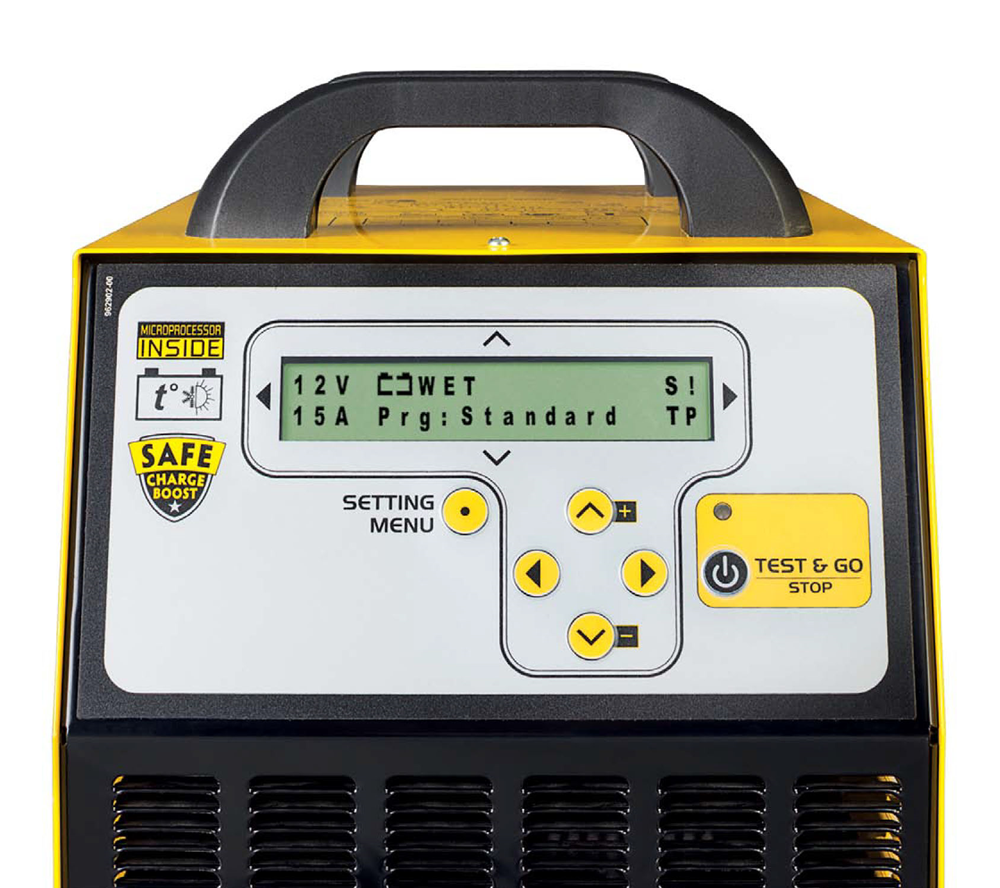 962902-00
MICROPROCESSOR
INSIDE
t°
SAFE
CHARGE
BOOST
12V WET S!
15A Prg:Standard TP
SETTING
MENU
+
-
TEST & GO
STOP